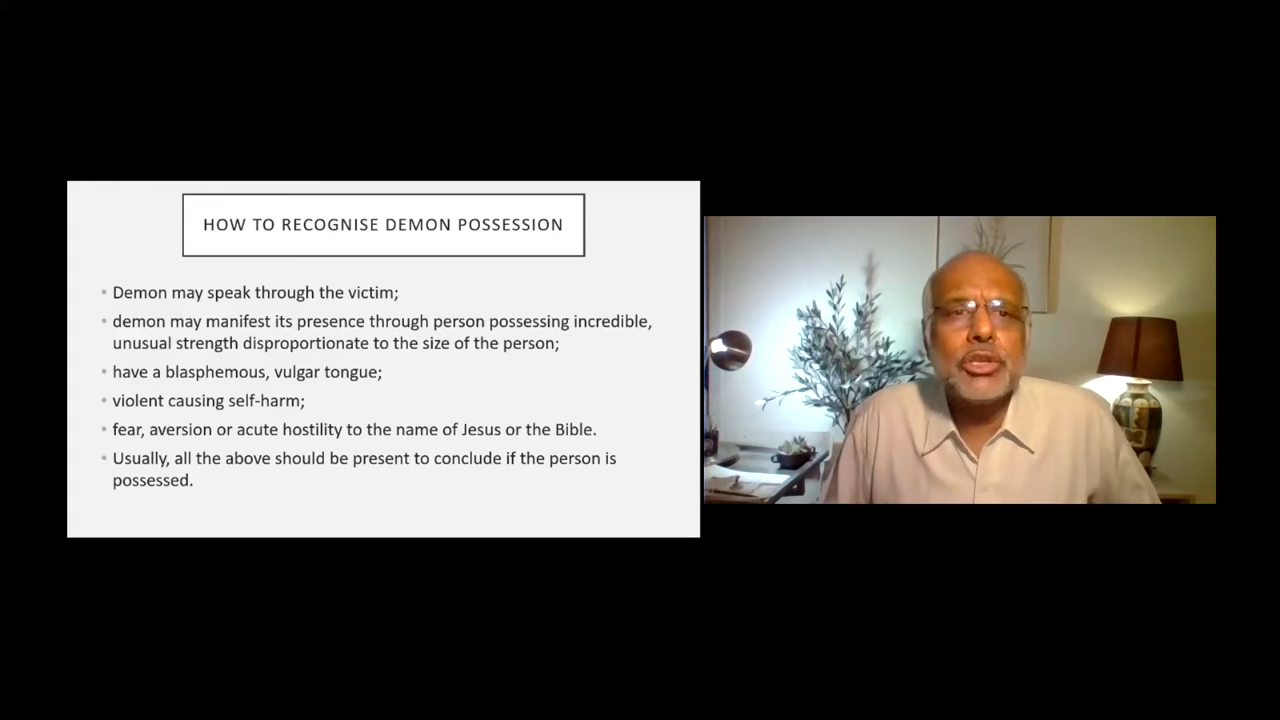 HOW TO RECOGNISE DEMON POSSESSION
• Demon may speak through the victim;
• demon may manifest its presence through person possessing incredible,
unusual strength disproportionate to the size of the person;
• have a blasphemous, vulgar tongue;
• violent causing self-harm;
• fear, aversion or acute hostility to the name of Jesus or the Bible.
• Usually, all the above should be present to conclude if the person is
possessed.